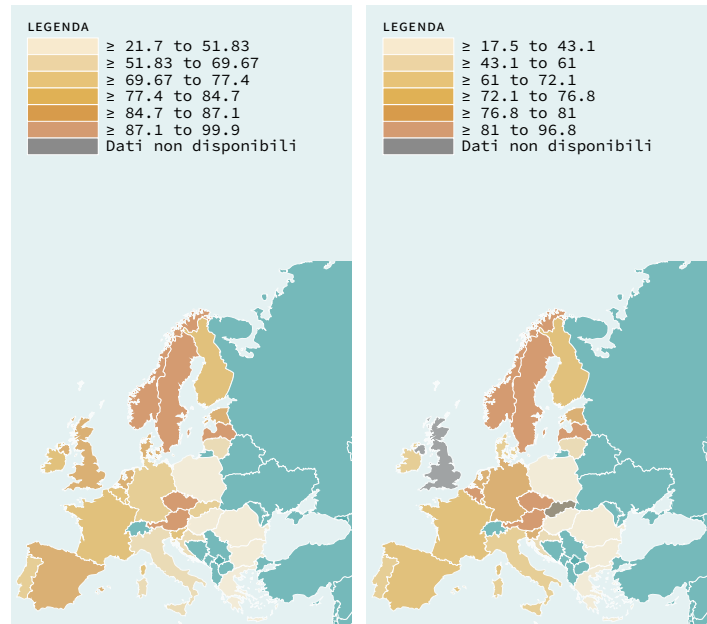 LEGENDA
≥ 21.7 to 51.83
≥ 51.83 to 69.67
≥ 69.67 to 77.4
≥ 77.4 to 84.7
≥ 84.7 to 87.1
≥ 87.1 to 99.9
Dati non disponibili
LEGENDA
≥ 17.5 to 43.1
≥ 43.1 to 61
≥ 61 to 72.1
≥ 72.1 to 76.8
≥ 76.8 to 81
≥ 81 to 96.8
Dati non disponibili